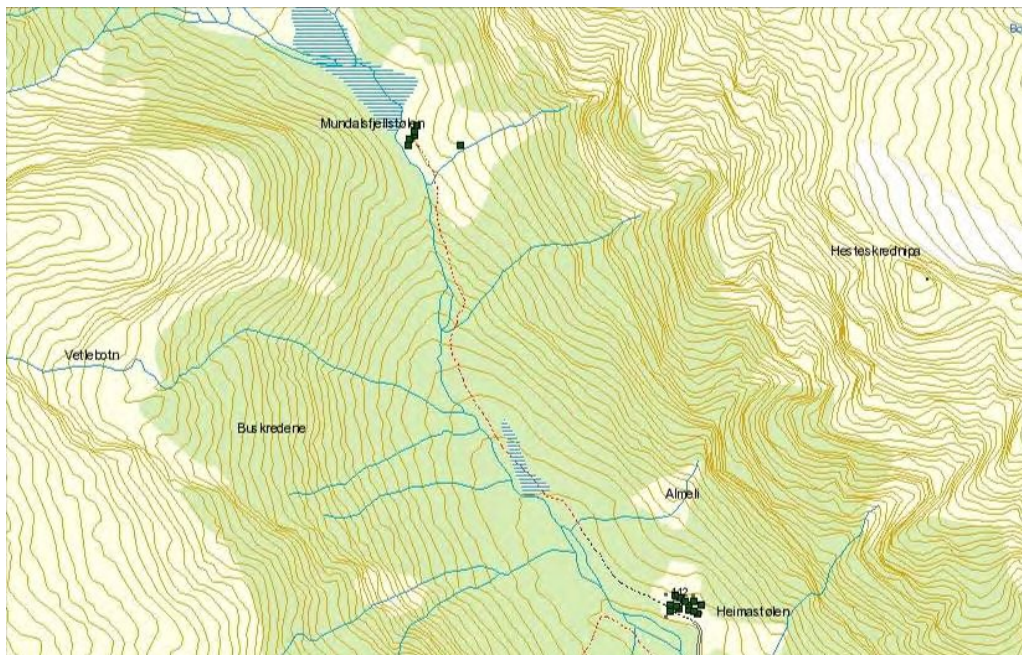 Mundalsfjellstølen
Hesteskrednipa
Vetlebotn
Buskredene
Almeli
Heimastølen